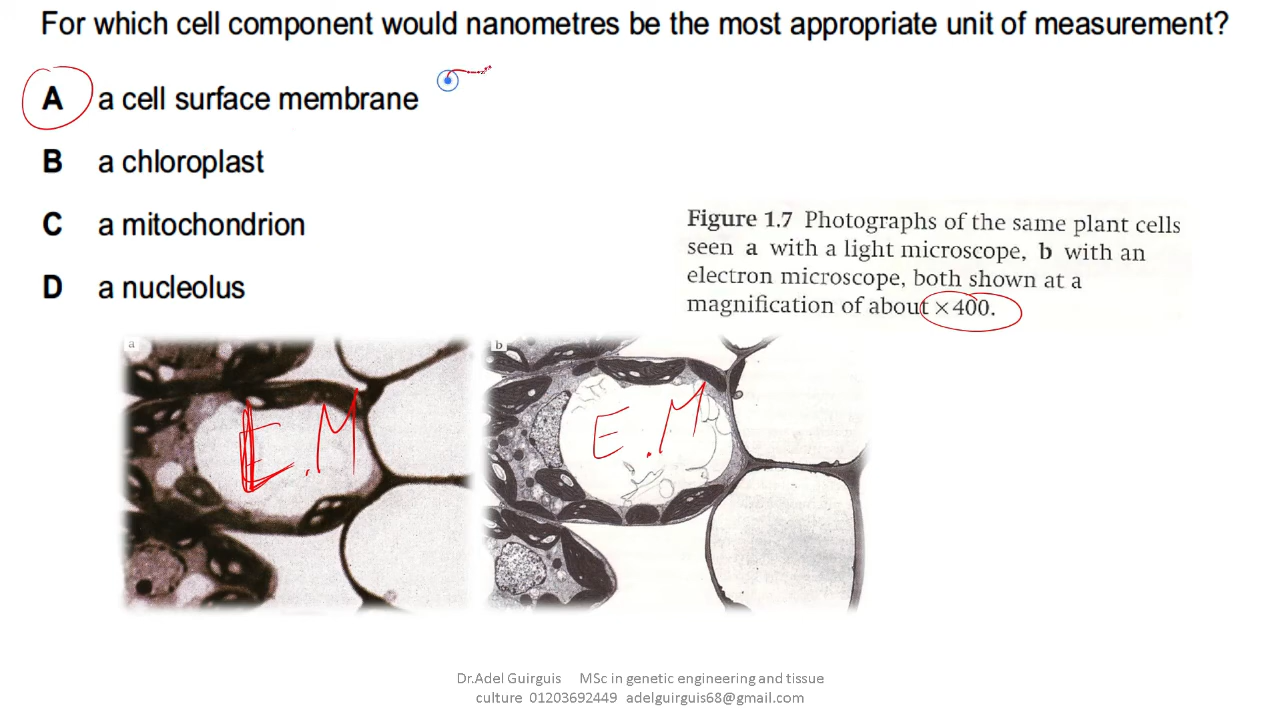 For which cell component would nanometres be the most appropriate unit of measurement?
A a cell surface membrane
B a chloroplast
C a mitochondrion
D a nucleolus
Figure 1.7 Photographs of the same plant cells
seen a with a light microscope, b with an
electron microscope, both shown at a
magnification of about ×400.
a
b
E.M
E.M
Dr.Adel Guirguis MSc in genetic engineering and tissue
culture 01203692449 adelguirguis68@gmail.com